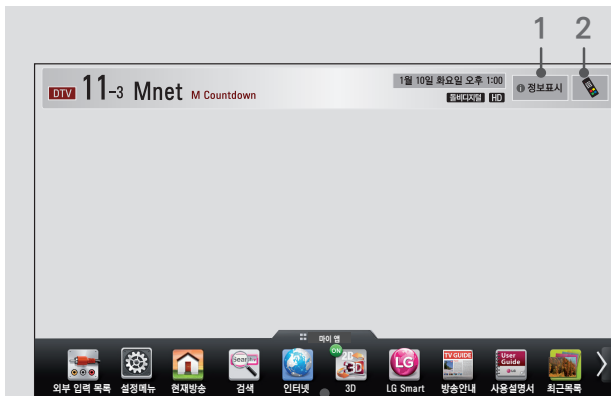 1 2
DTV 11-3 Mnet M Countdown
1월 10일 화요일 오후 1:00
돌비디지털 HD
정보표시
마이 앱
ON
3D
LG
TV GUIDE
User Guide
외부 입력 목록 설정메뉴 현재방송 검색 인터넷 3D LG Smart 방송안내 사용설명서 최근목록